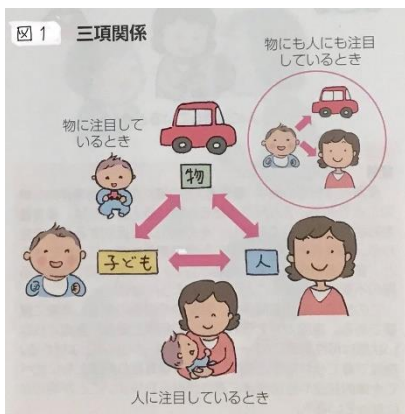 図1 三項関係
物にも人にも注目
しているとき
物に注目して
いるとき
物
子ども
人
人に注目しているとき